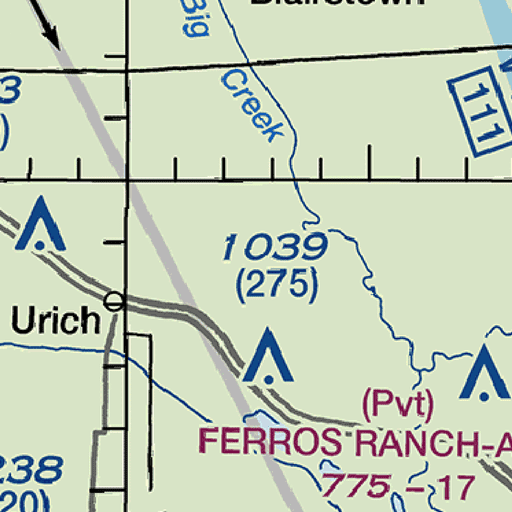 Big
Creek
111
1039
(275)
Urich
(Pvt)
FERROS RANCH-A
775 - 17